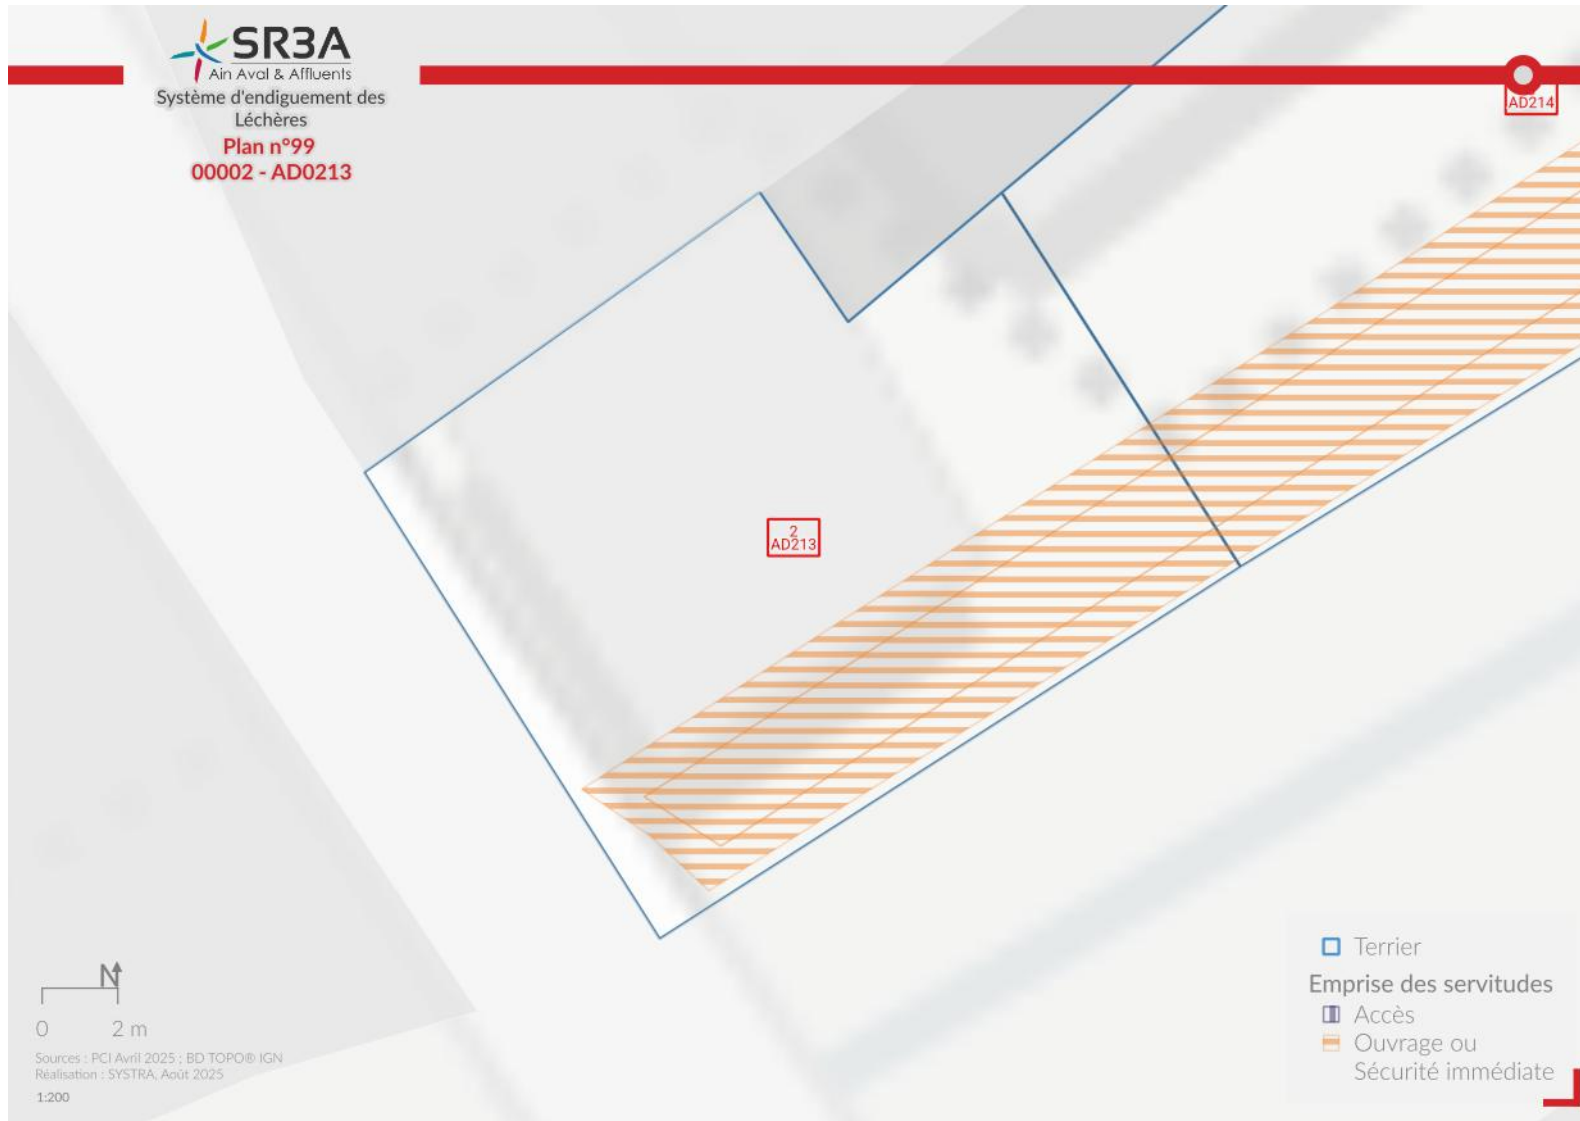 SR3A
Ain Aval & Affluents
Système d'endiguement des
Léchères
Plan n°99
00002 - AD0213
AD214
2
AD213
N
0 2 m
Sources : PCI Avril 2025 ; BD TOPO® IGN
Réalisation : SYSTRA, Août 2025
1:200
Terrier
Emprise des servitudes
Accès
Ouvrage ou
Sécurité immédiate